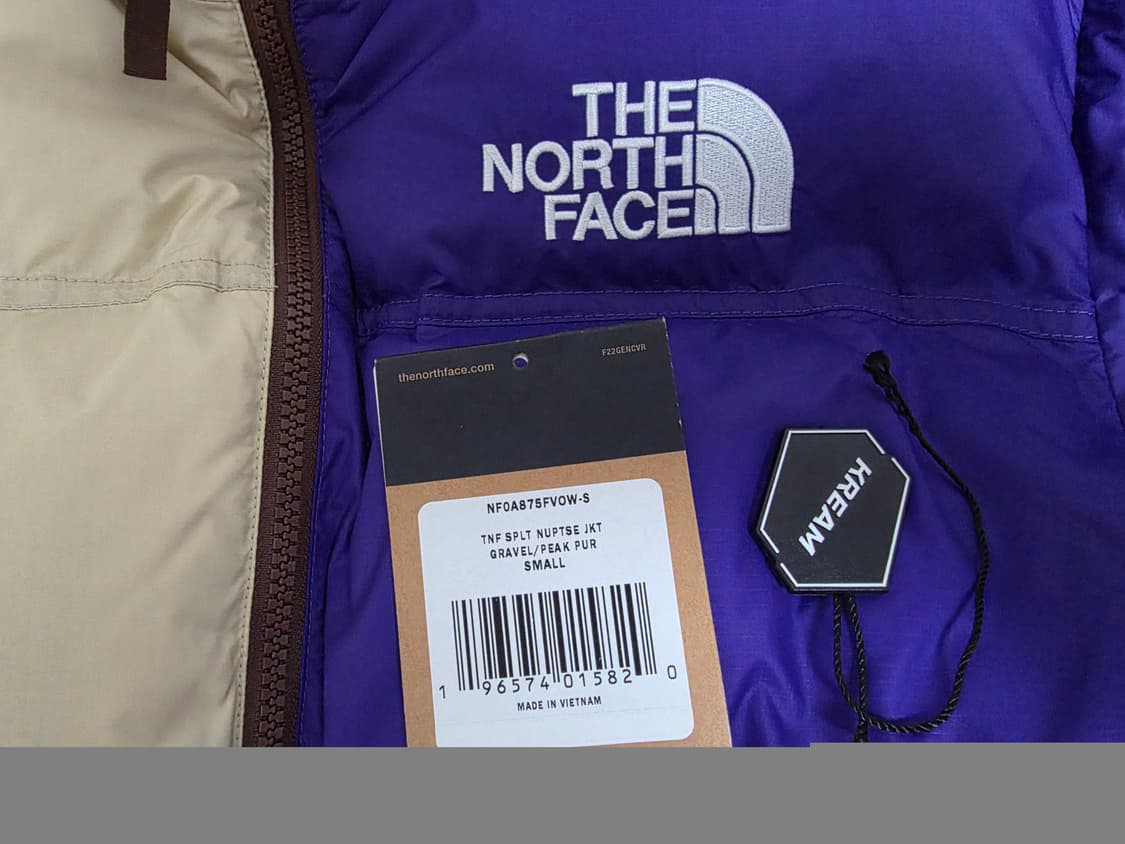 THE
NORTH
FACE
thenorthface.com
F22GENCVR
NF0A875FVOW-S
TNF SPLT NUPTSE JKT
GRAVEL/PEAK PUR
SMALL
1 96574 01582 0
MADE IN VIETNAM
KREAM